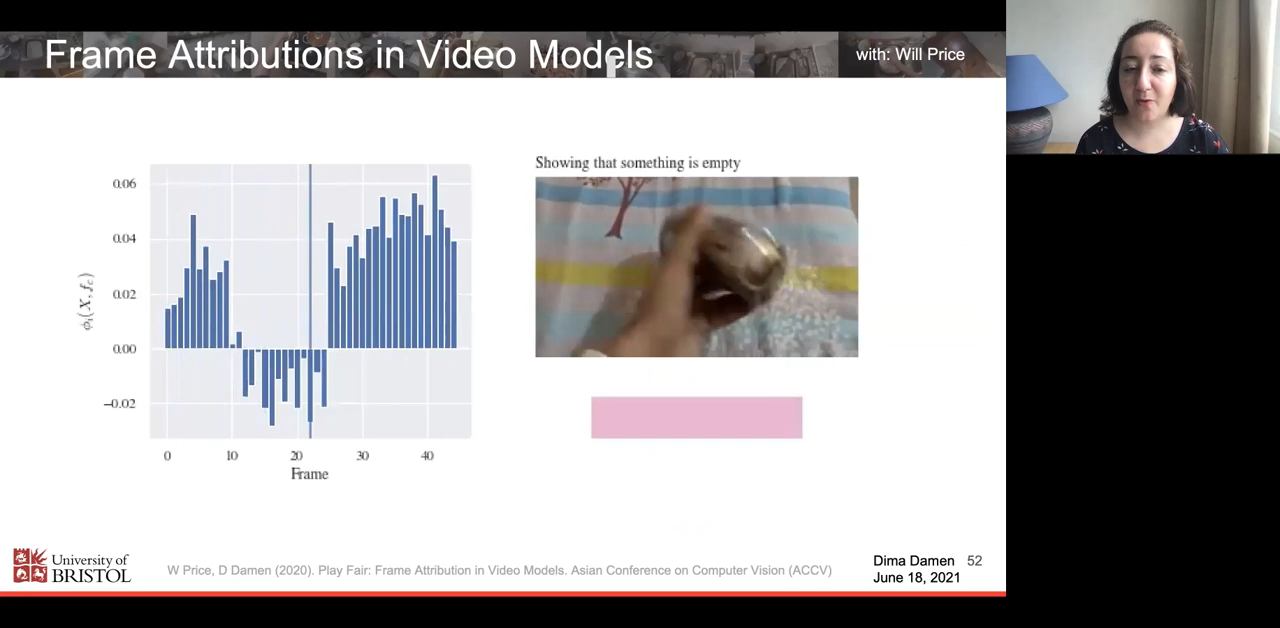 Frame Attributions in Video Models
with: Will Price
Showing that something is empty
0.06
0.04
0.02
0.00
−0.02
ϕi(X, fc)
0 10 20 30 40
Frame
University of
BRISTOL
W Price, D Damen (2020). Play Fair: Frame Attribution in Video Models. Asian Conference on Computer Vision (ACCV)
Dima Damen 52
June 18, 2021